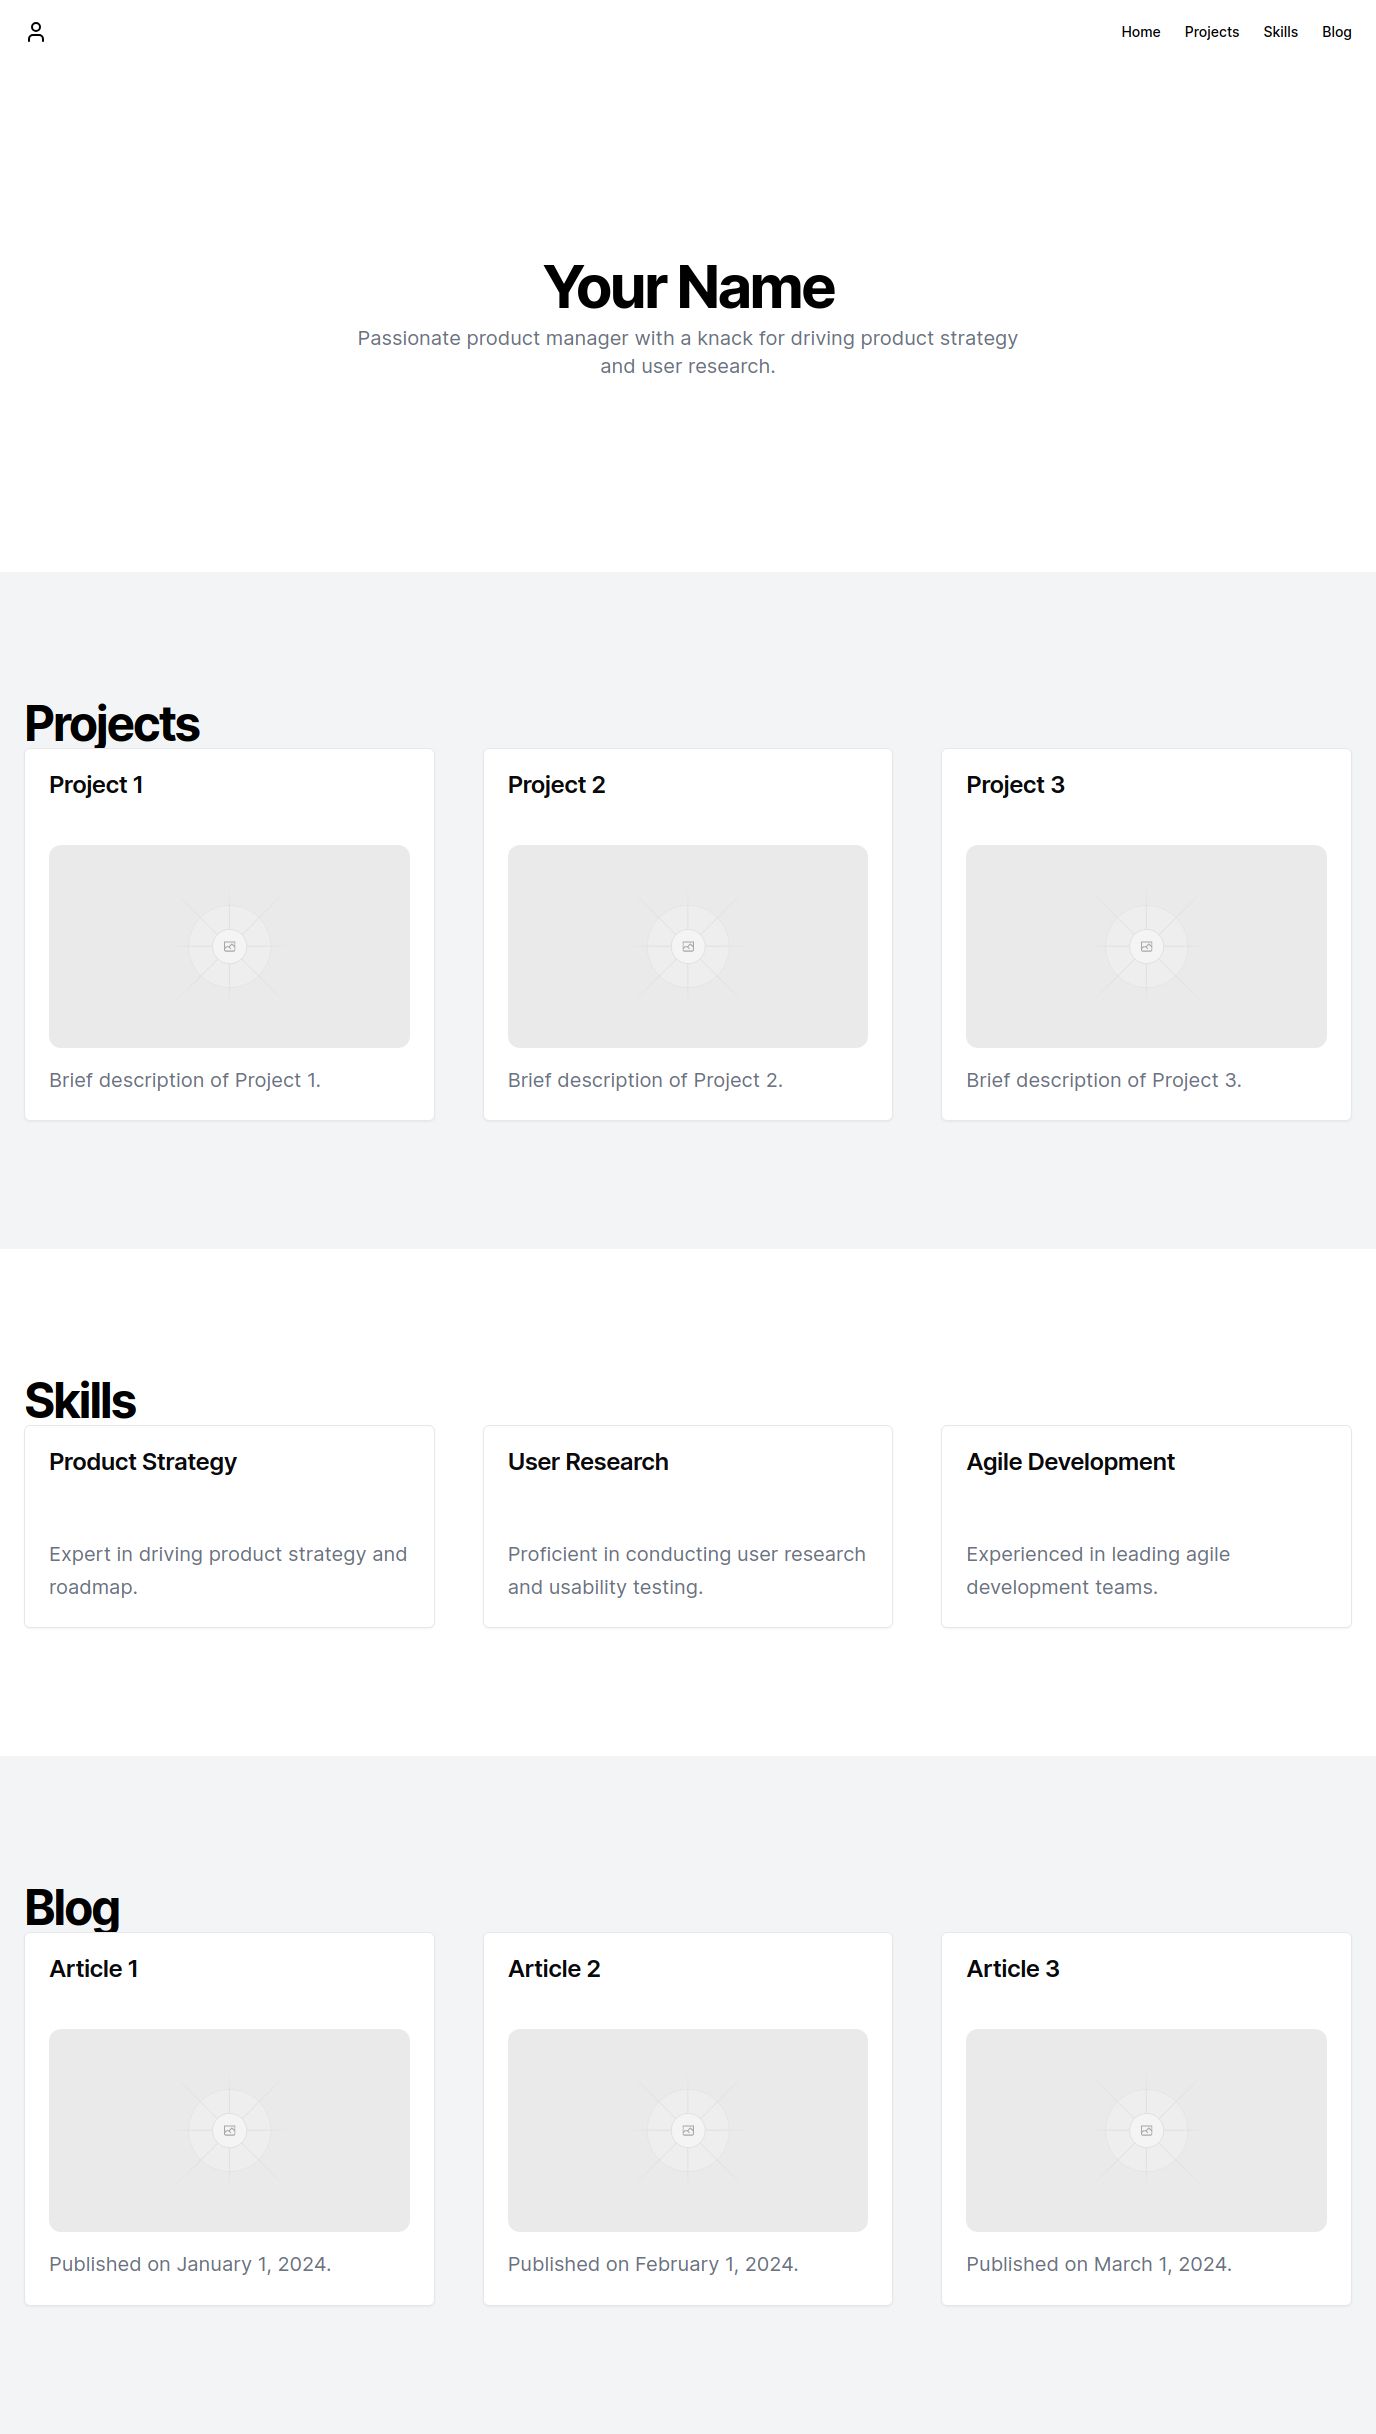 Home Projects Skills Blog
Your Name
Passionate product manager with a knack for driving product strategy
and user research.
Projects
Project 1
Project 2
Project 3
Brief description of Project 1.
Brief description of Project 2.
Brief description of Project 3.
Skills
Product Strategy
User Research
Agile Development
Expert in driving product strategy and
roadmap.
Proficient in conducting user research
and usability testing.
Experienced in leading agile
development teams.
Blog
Article 1
Article 2
Article 3
Published on January 1, 2024.
Published on February 1, 2024.
Published on March 1, 2024.